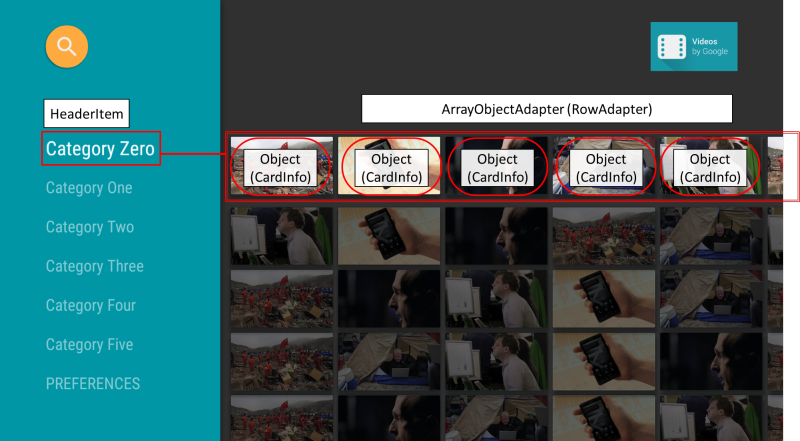 Videos
by Google
HeaderItem
ArrayObjectAdapter (RowAdapter)
Category Zero
Object
(CardInfo)
Object
(CardInfo)
Object
(CardInfo)
Object
(CardInfo)
Object
(CardInfo)
Category One
Category Two
Category Three
Category Four
Category Five
PREFERENCES